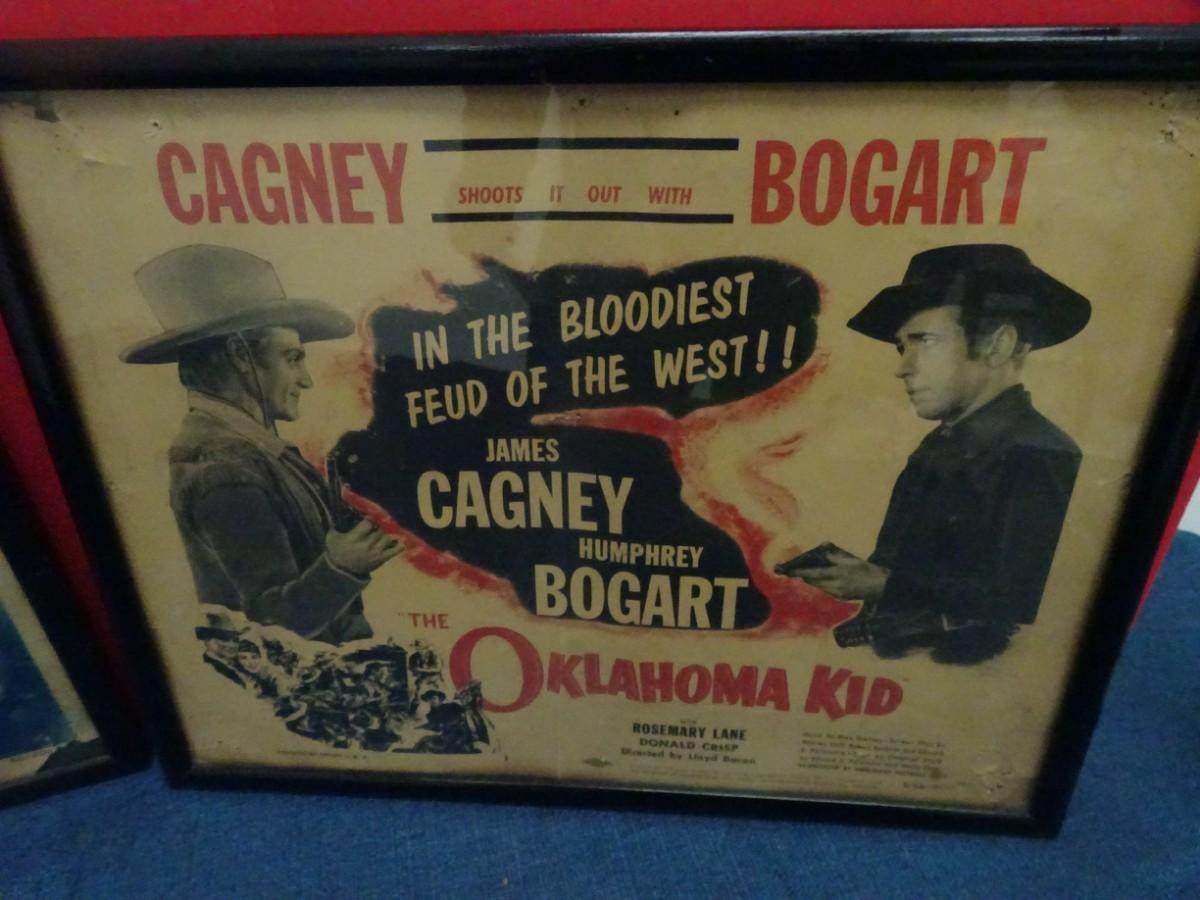 CAGNEY SHOOTS IT OUT WITH BOGART
IN THE BLOODIEST
FEUD OF THE WEST!!
JAMES
CAGNEY
HUMPHREY
BOGART
"THE
OKLAHOMA KID"
WITH
ROSEMARY LANE
DONALD CRISP
Directed by Lloyd Bacon